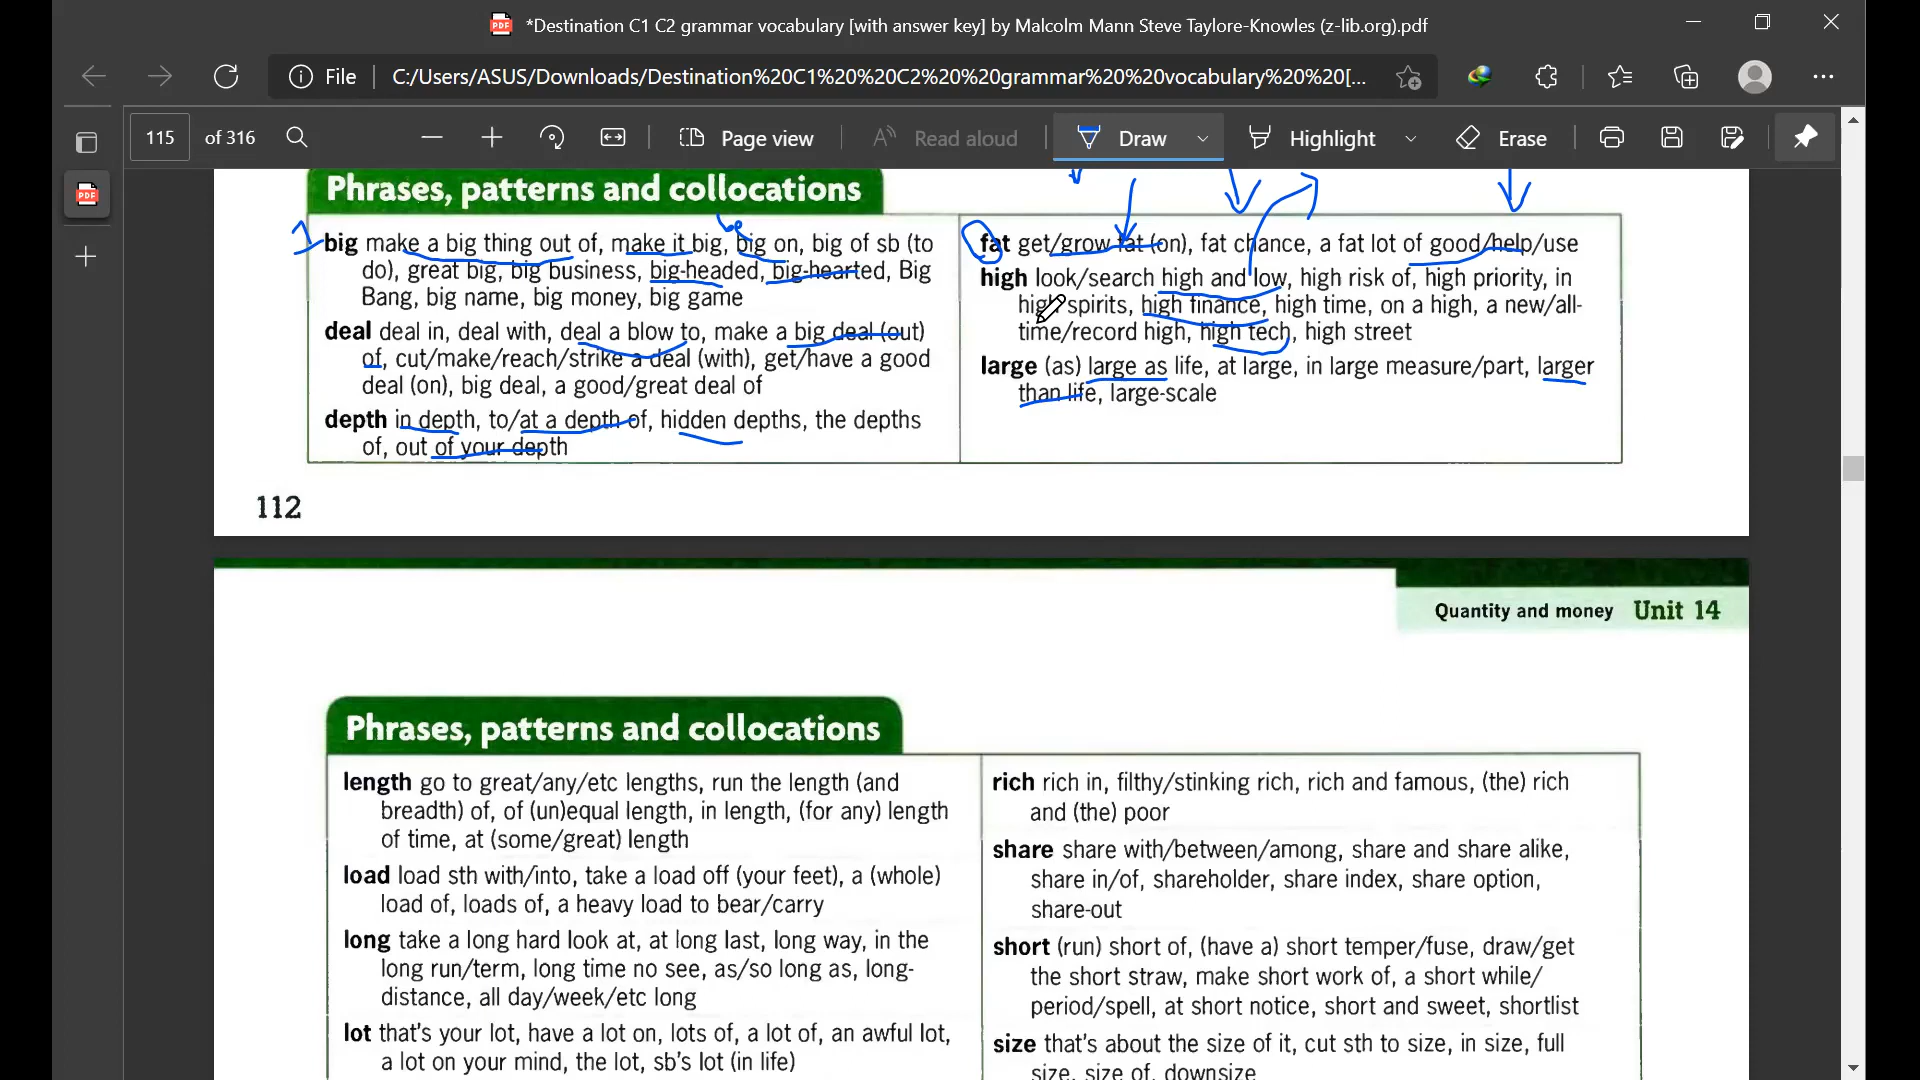 *Destination C1 C2 grammar vocabulary [with answer key] by Malcolm Mann Steve Taylore-Knowles (z-lib.org).pdf
File C:/Users/ASUS/Downloads/Destination%20C1%20%20C2%20%20grammar%20%20vocabulary%20%20[...
115 of 316 Page view Read aloud Draw Highlight Erase
Phrases, patterns and collocations
be
1 big make a big thing out of, make it big, big on, big of sb (to
do), great big, big business, big-headed, big-hearted, Big
Bang, big name, big money, big game
deal deal in, deal with, deal a blow to, make a big deal (out)
of, cut/make/reach/strike a deal (with), get/have a good
deal (on), big deal, a good/great deal of
depth in depth, to/at a depth of, hidden depths, the depths
of, out of your depth
fat get/grow fat (on), fat chance, a fat lot of good/help/use
high look/search high and low, high risk of, high priority, in
high spirits, high finance, high time, on a high, a new/all-
time/record high, high tech, high street
large (as) large as life, at large, in large measure/part, larger
than life, large-scale
112
Quantity and money Unit 14
Phrases, patterns and collocations
length go to great/any/etc lengths, run the length (and
breadth) of, of (un)equal length, in length, (for any) length
of time, at (some/great) length
load load sth with/into, take a load off (your feet), a (whole)
load of, loads of, a heavy load to bear/carry
long take a long hard look at, at long last, long way, in the
long run/term, long time no see, as/so long as, long-
distance, all day/week/etc long
lot that's your lot, have a lot on, lots of, a lot of, an awful lot,
a lot on your mind, the lot, sb's lot (in life)
rich rich in, filthy/stinking rich, rich and famous, (the) rich
and (the) poor
share share with/between/among, share and share alike,
share in/of, shareholder, share index, share option,
share-out
short (run) short of, (have a) short temper/fuse, draw/get
the short straw, make short work of, a short while/
period/spell, at short notice, short and sweet, shortlist
size that's about the size of it, cut sth to size, in size, full
size, size of, downsize